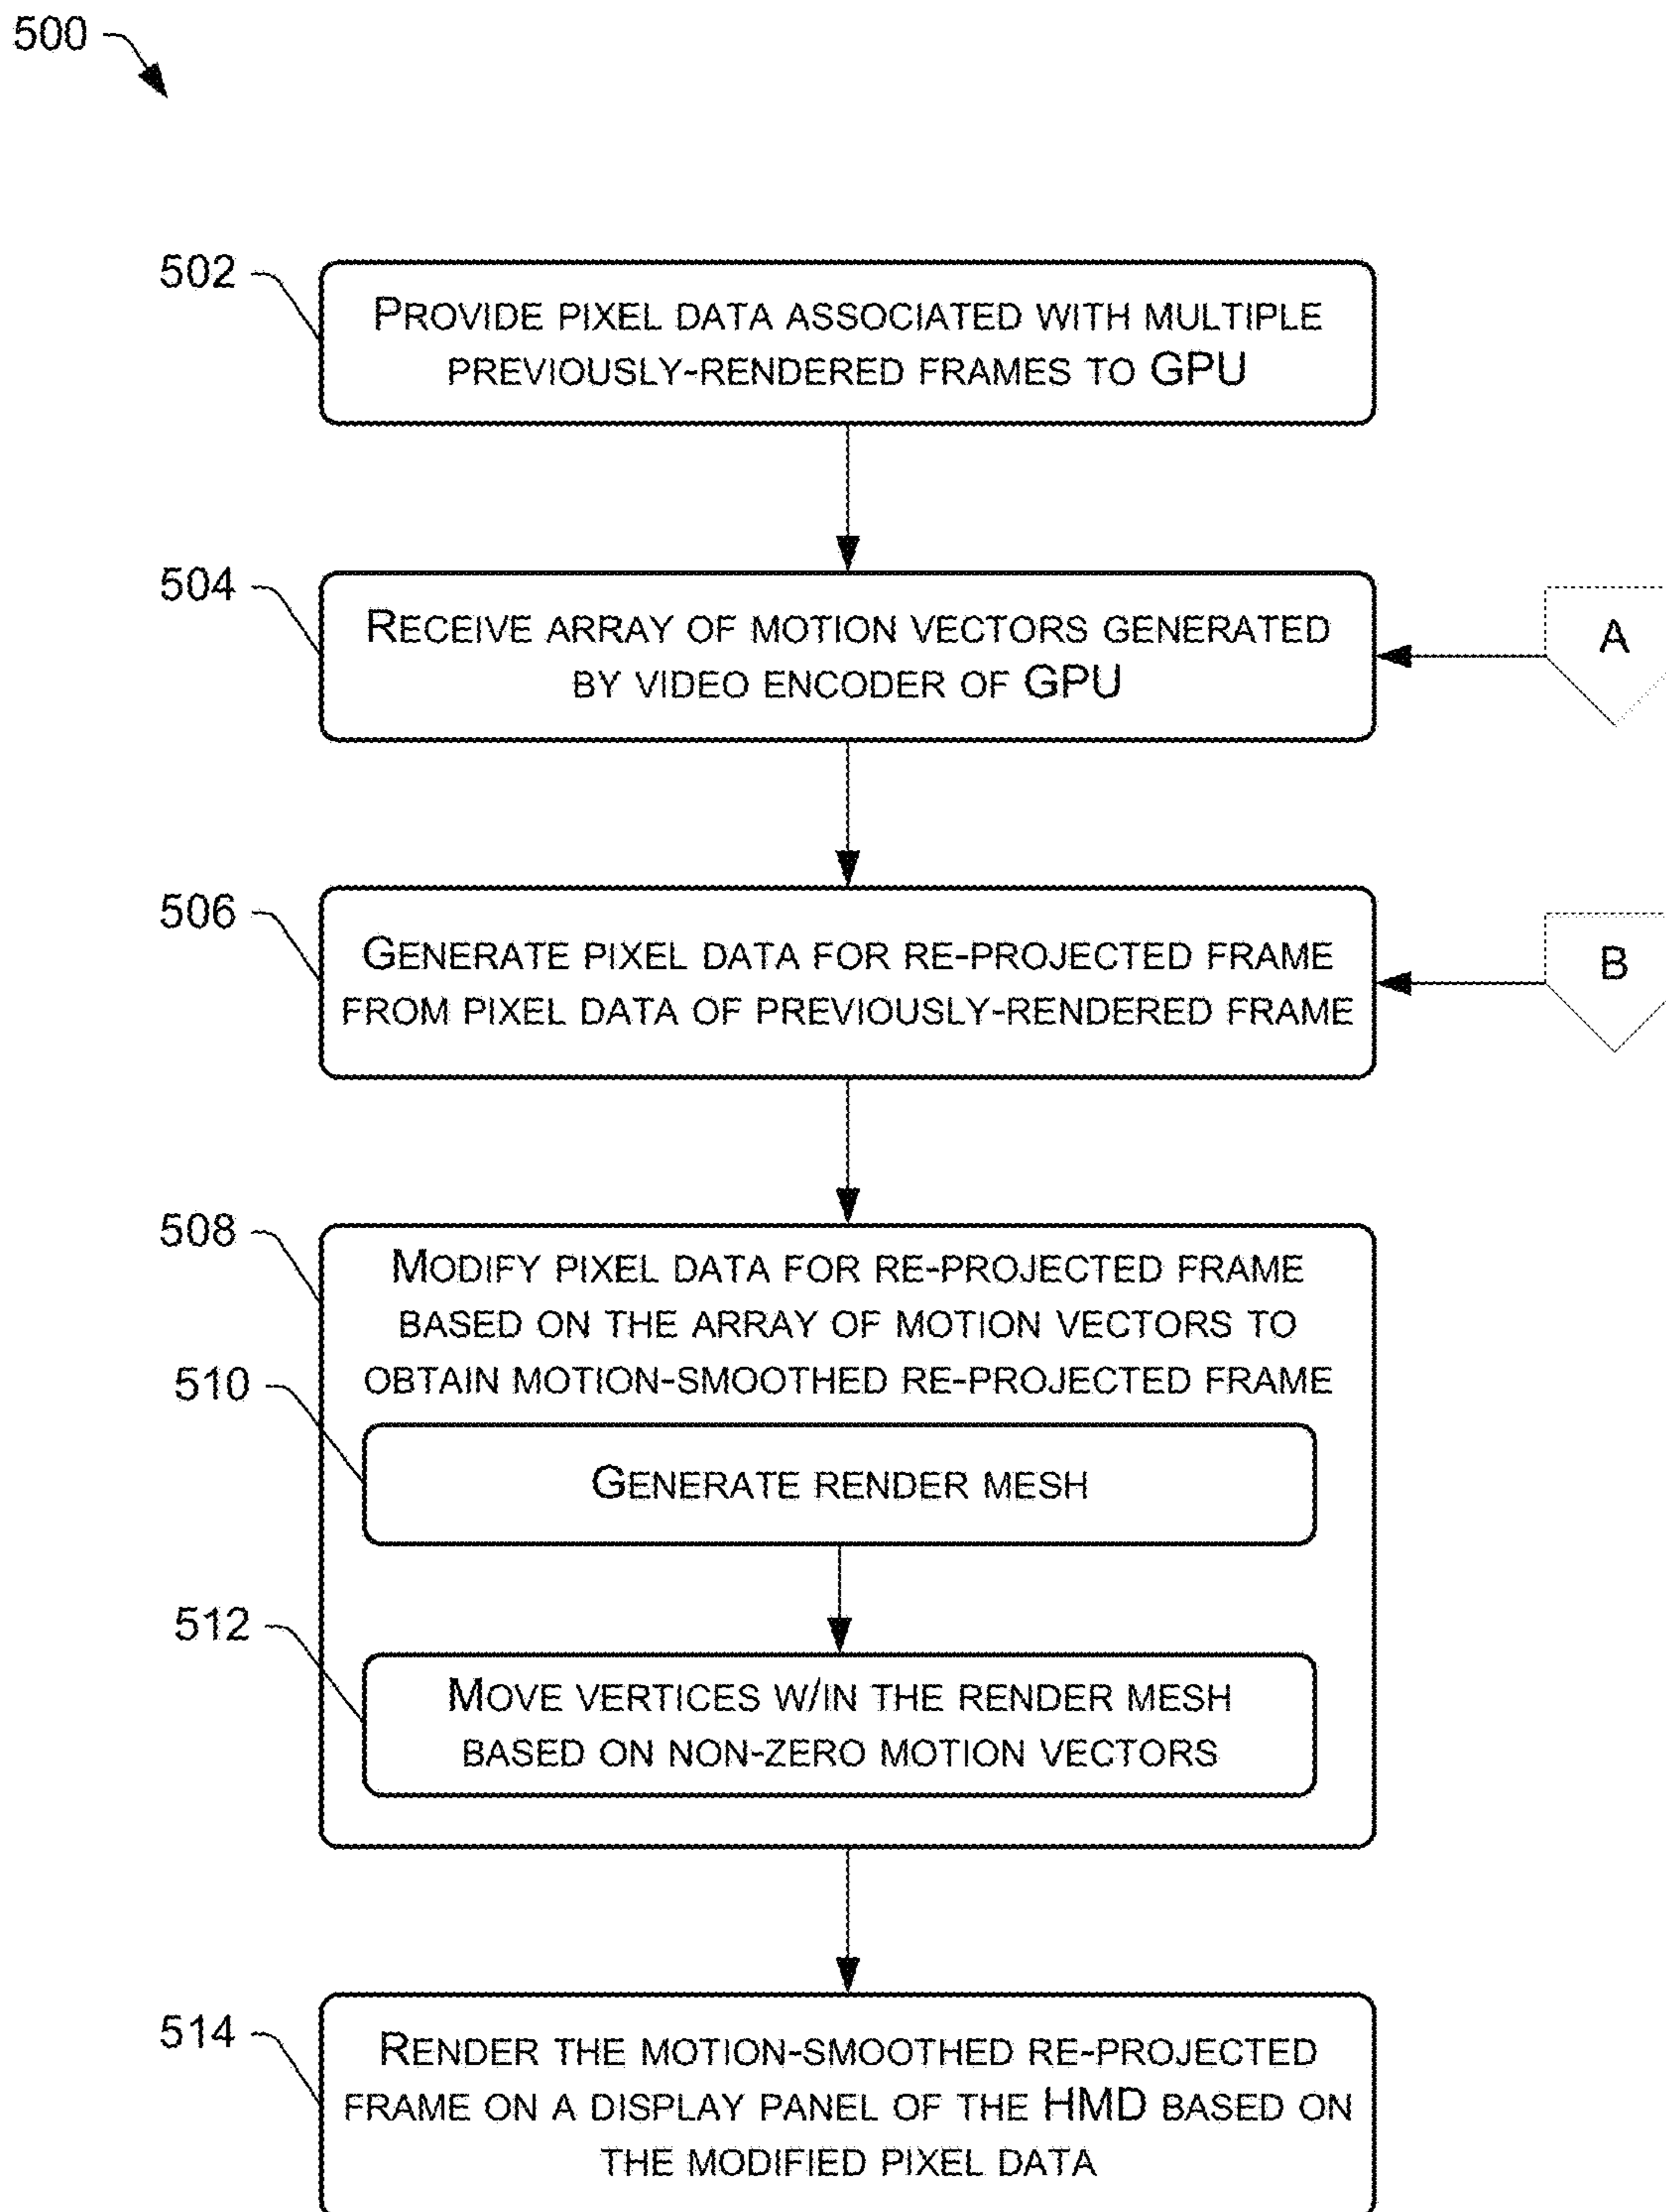 500
502
PROVIDE PIXEL DATA ASSOCIATED WITH MULTIPLE
PREVIOUSLY-RENDERED FRAMES TO GPU
504
RECEIVE ARRAY OF MOTION VECTORS GENERATED
BY VIDEO ENCODER OF GPU
A
506
GENERATE PIXEL DATA FOR RE-PROJECTED FRAME
FROM PIXEL DATA OF PREVIOUSLY-RENDERED FRAME
B
508
MODIFY PIXEL DATA FOR RE-PROJECTED FRAME
BASED ON THE ARRAY OF MOTION VECTORS TO
OBTAIN MOTION-SMOOTHED RE-PROJECTED FRAME
510
GENERATE RENDER MESH
512
MOVE VERTICES W/IN THE RENDER MESH
BASED ON NON-ZERO MOTION VECTORS
514
RENDER THE MOTION-SMOOTHED RE-PROJECTED
FRAME ON A DISPLAY PANEL OF THE HMD BASED ON
THE MODIFIED PIXEL DATA